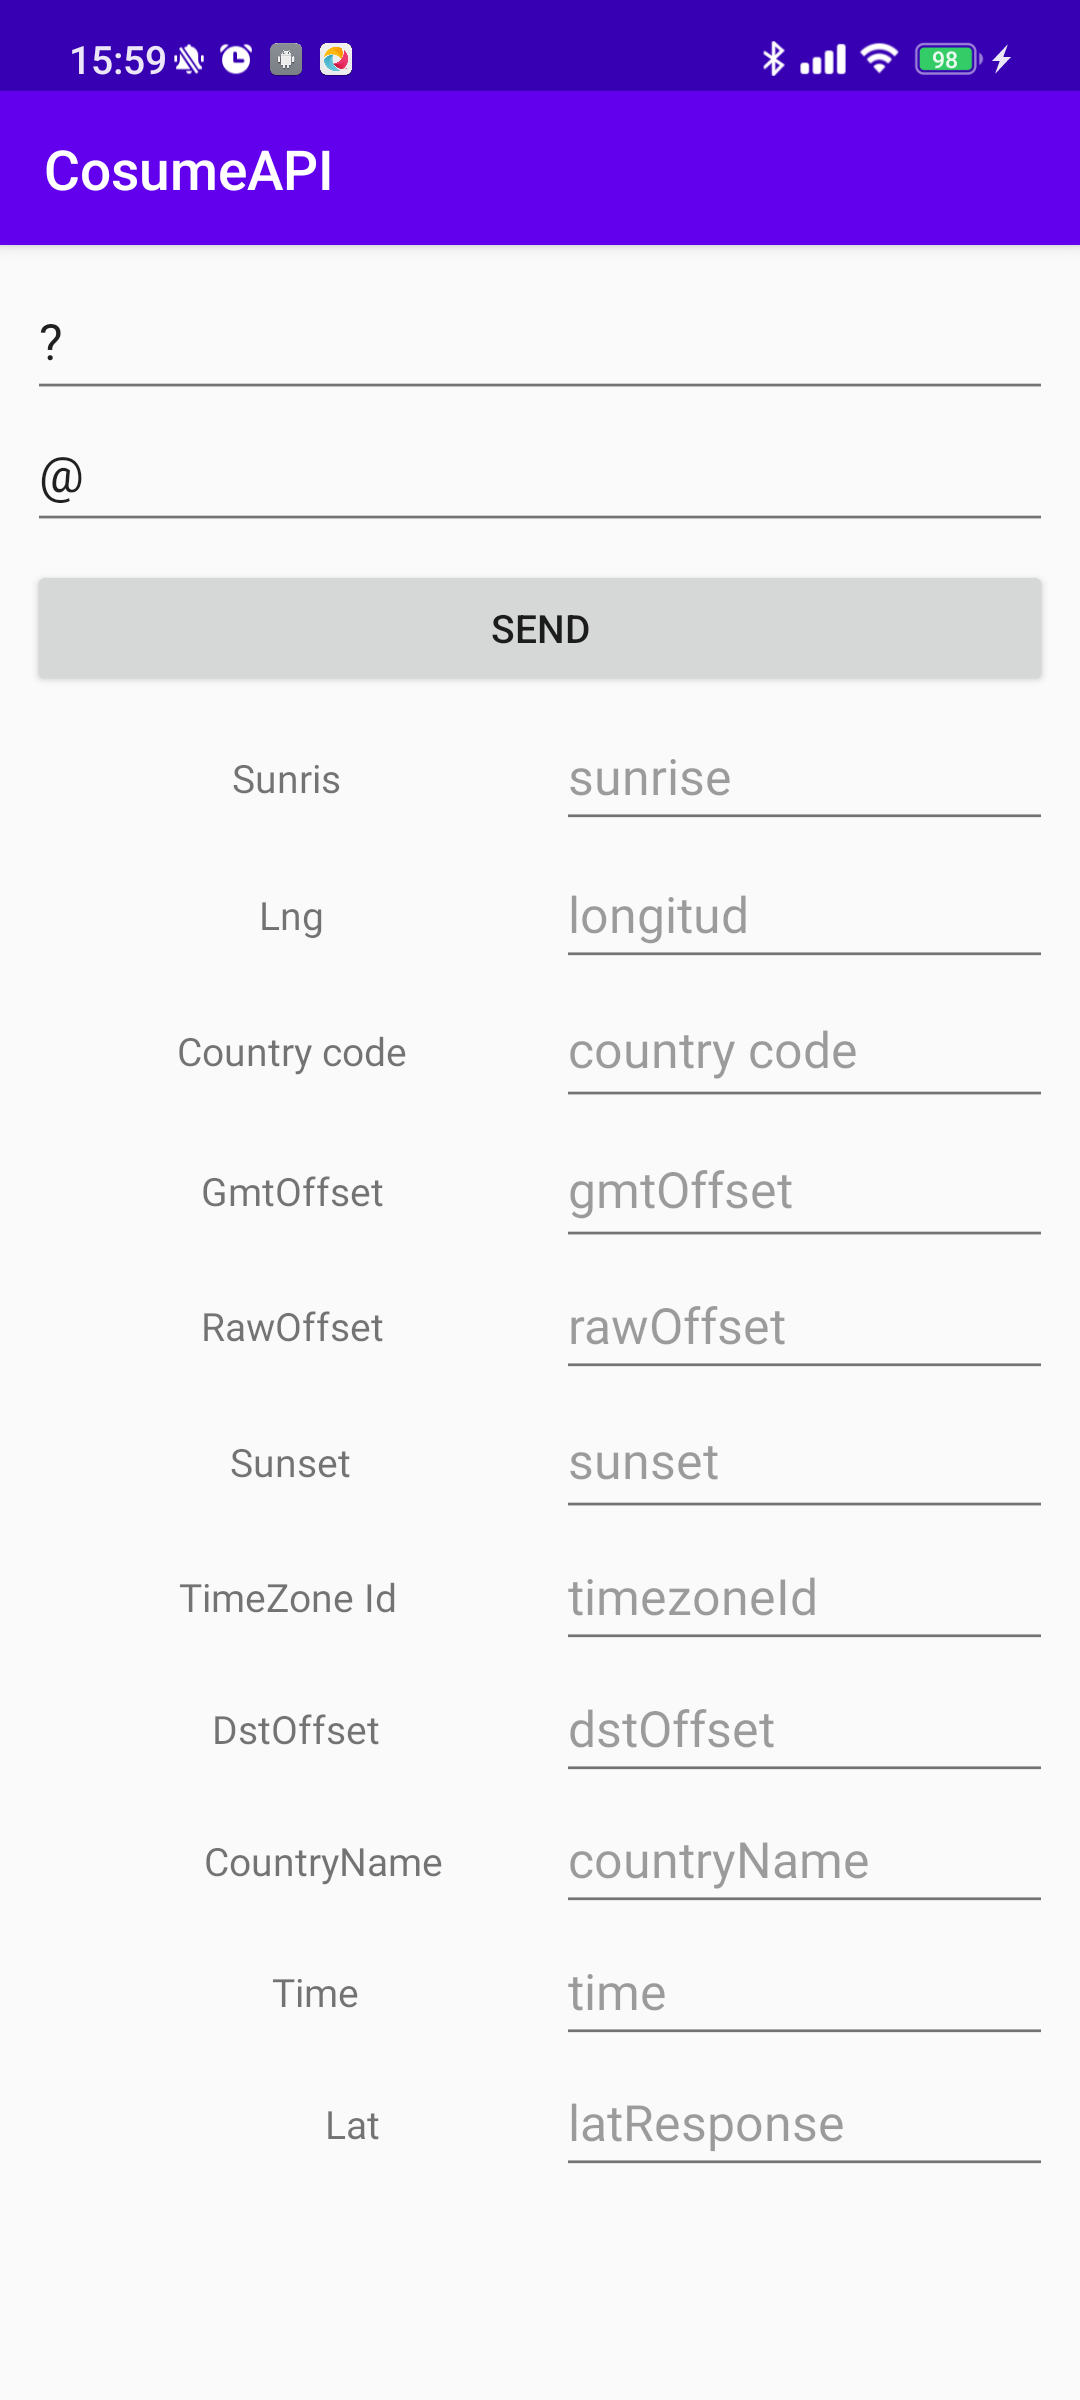 15:59 98
CosumeAPI
?
@
SEND
Sunris sunrise
Lng longitud
Country code country code
GmtOffset gmtOffset
RawOffset rawOffset
Sunset sunset
TimeZone Id timezoneId
DstOffset dstOffset
CountryName countryName
Time time
Lat latResponse